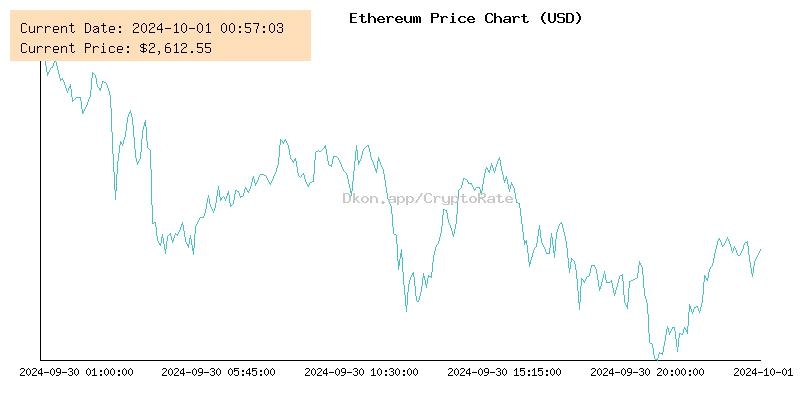 Ethereum Price Chart (USD)
Current Date: 2024-10-01 00:57:03
Current Price: $2,612.55
Dkon.app/CryptoRate
2024-09-30 01:00:00
2024-09-30 05:45:00
2024-09-30 10:30:00
2024-09-30 15:15:00
2024-09-30 20:00:00
2024-10-01